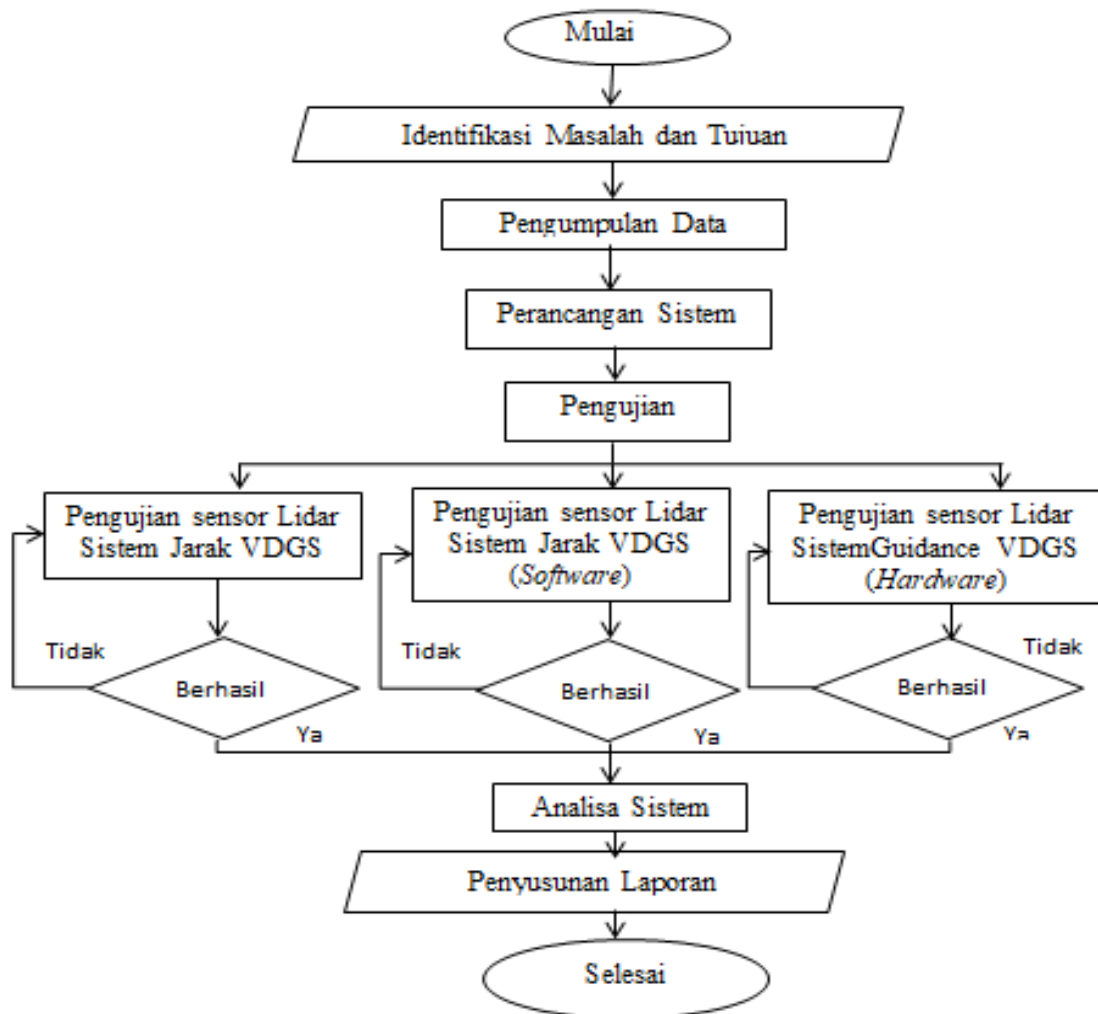 Mulai
Identifikasi Masalah dan Tujuan
Pengumpulan Data
Perancangan Sistem
Pengujian
Pengujian sensor Lidar
Sistem Jarak VDGS
Pengujian sensor Lidar
Sistem Jarak VDGS
(Software)
Pengujian sensor Lidar
SistemGuidance VDGS
(Hardware)
Tidak
Berhasil
Ya
Tidak
Berhasil
Ya
Tidak
Berhasil
Ya
Analisa Sistem
Penyusunan Laporan
Selesai